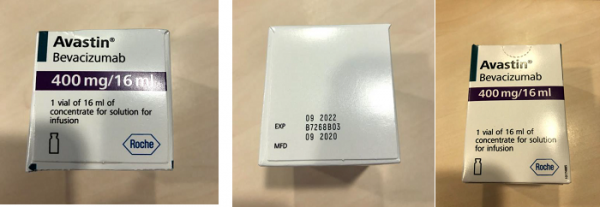 Avastin®
Bevacizumab
400 mg/16 ml
1 vial of 16 ml of
concentrate for solution for
infusion
Roche
09 2022
EXP B7268B03
09 2020
MFD
Avastin®
Bevacizumab
400 mg/16 ml
1 vial of 16 ml of
concentrate for solution
for infusion
Roche